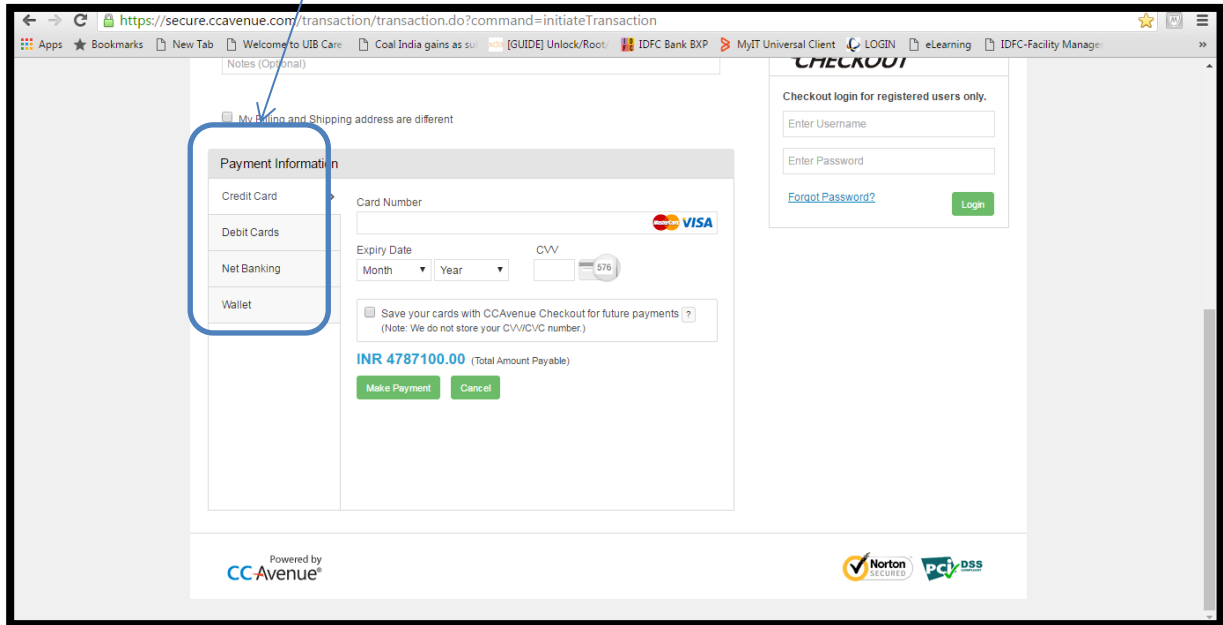 https://secure.ccavenue.com/transaction/transaction.do?command=initiateTransaction
Apps Bookmarks New Tab Welcome to UIB Care Coal India gains as sul [GUIDE] Unlock/Root/ IDFC Bank BXP MyIT Universal Client LOGIN eLearning IDFC-Facility Manage »
Notes (Optional)
My Billing and Shipping address are different
Payment Information
Credit Card
Debit Cards
Net Banking
Wallet
Card Number
MasterCard VISA
Expiry Date CVV
Month Year 576
Save your cards with CCAvenue Checkout for future payments ?
(Note: We do not store your CVV/CVC number.)
INR 4787100.00 (Total Amount Payable)
Make Payment Cancel
CHECKOUT
Checkout login for registered users only.
Enter Username
Enter Password
Forgot Password? Login
Powered by
CCAvenue®
Norton
SECURED
PCI DSS
COMPLIANT